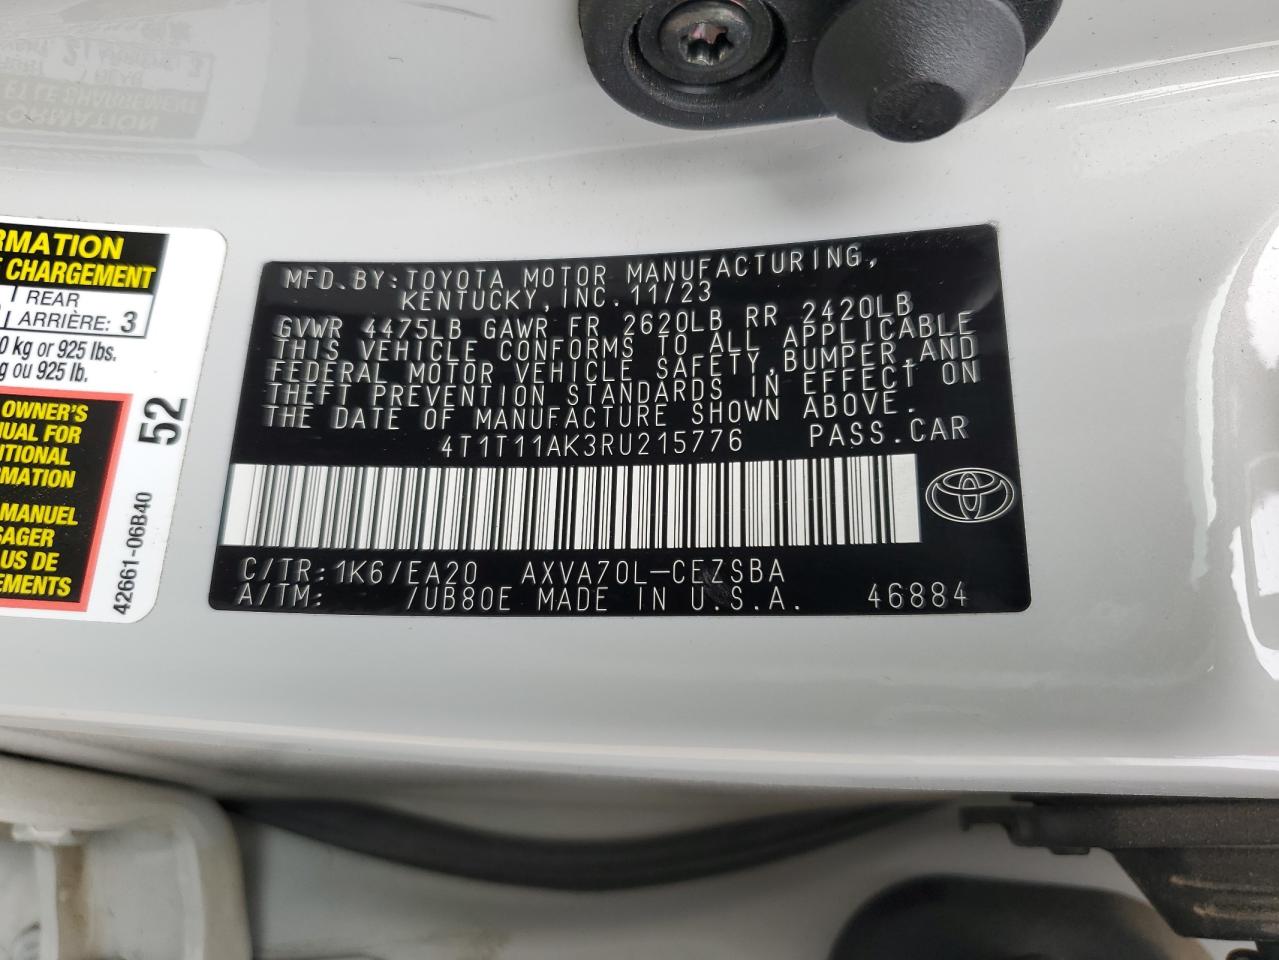 RMATION
CHARGEMENT
REAR
ARRIÈRE: 3
0 kg or 925 lbs.
ou 925 lb.
OWNER'S
UAL FOR
ITIONAL
RMATION
MANUEL
SAGER
US DE
EMENTS
52
42661-06B40
MFD.BY:TOYOTA MOTOR MANUFACTURING,
KENTUCKY,INC.11/23
GVWR 4475LB GAWR FR 2620LB RR 2420LB
THIS VEHICLE CONFORMS TO ALL APPLICABLE
FEDERAL MOTOR VEHICLE SAFETY,BUMPER,AND
THEFT PREVENTION STANDARDS IN EFFECT ON
THE DATE OF MANUFACTURE SHOWN ABOVE.
4T1T11AK3RU215776 PASS.CAR
C/TR:1K6/EA20 AXVA70L-CEZSBA
A/TM: /UB80E MADE IN U.S.A. 46884